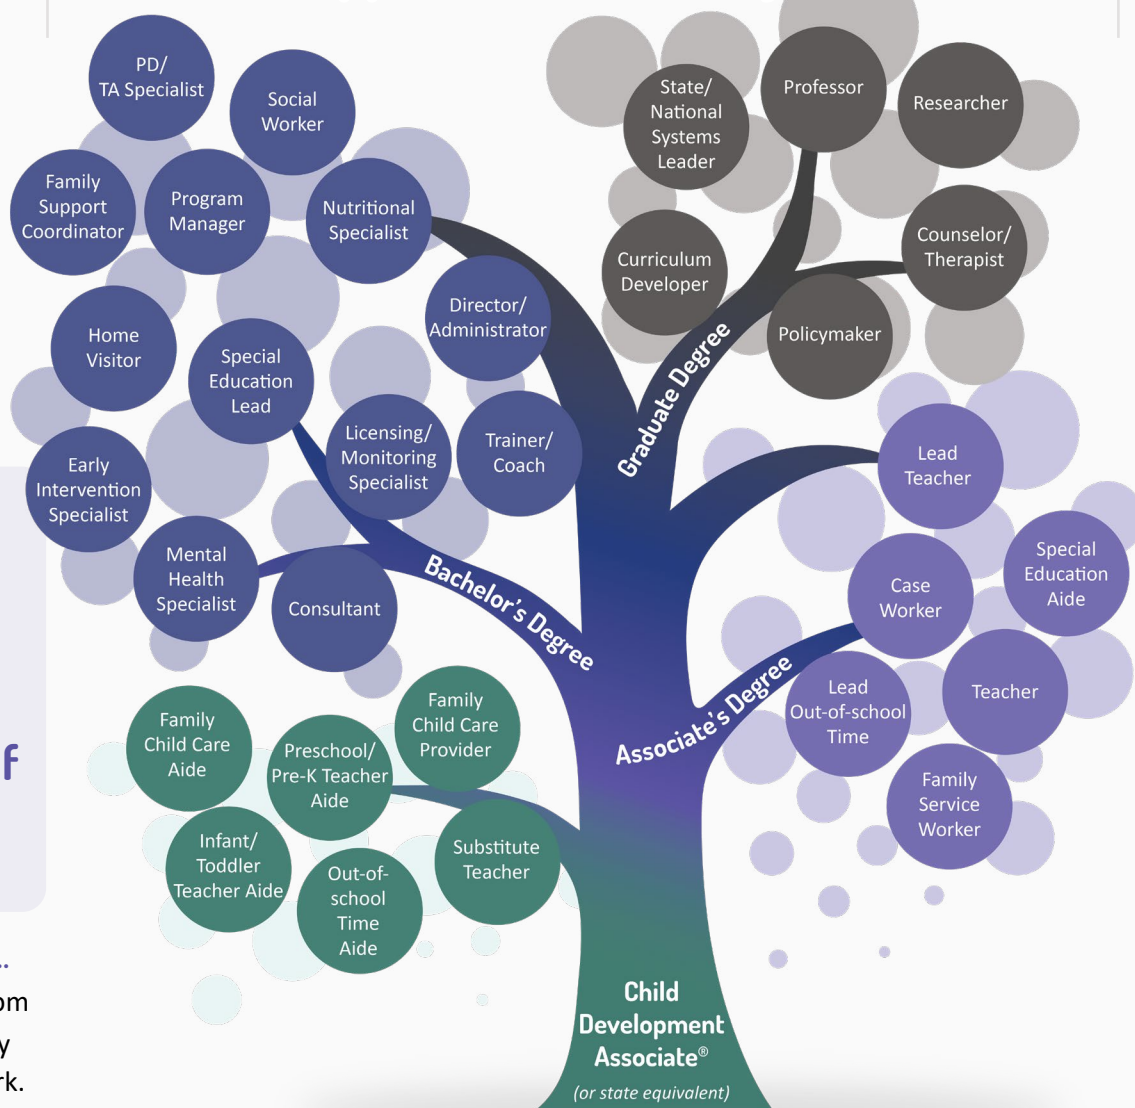 PD/
TA Specialist
Social
Worker
Family
Support
Coordinator
Program
Manager
Nutritional
Specialist
Director/
Administrator
Home
Visitor
Special
Education
Lead
Licensing/
Monitoring
Specialist
Trainer/
Coach
Early
Intervention
Specialist
Mental
Health
Specialist
Consultant
Bachelor's Degree
State/
National
Systems
Leader
Professor
Researcher
Curriculum
Developer
Counselor/
Therapist
Policymaker
Graduate Degree
Lead
Teacher
Special
Education
Aide
Case
Worker
Lead
Out-of-school
Time
Teacher
Family
Service
Worker
Associate's Degree
Family
Child Care
Aide
Preschool/
Pre-K Teacher
Aide
Family
Child Care
Provider
Infant/
Toddler
Teacher Aide
Out-of-
school
Time
Aide
Substitute
Teacher
Child
Development
Associate®
(or state equivalent)
f
..
om
y
rk.